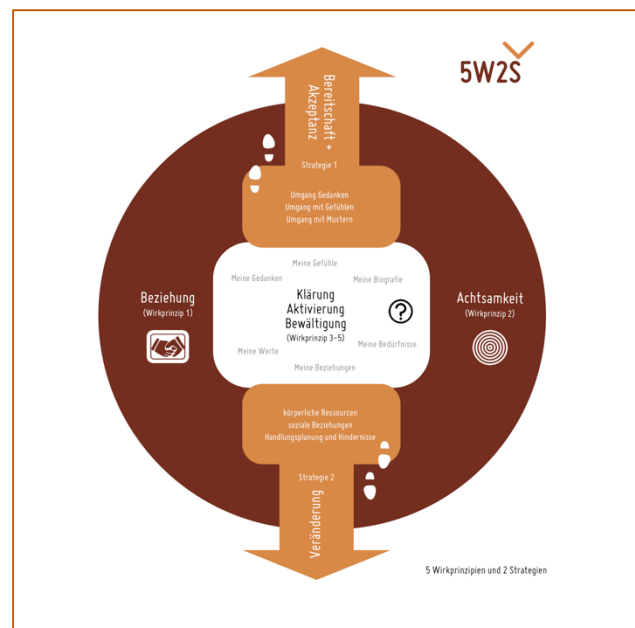 5W2S
Bereitschaft +
Akzeptanz
Strategie 1
Umgang Gedanken
Umgang mit Gefühlen
Umgang mit Mustern
Meine Gefühle
Meine Gedanken
Meine Biografie
Beziehung
(Wirkprinzip 1)
Klärung
Aktivierung
Bewältigung
(Wirkprinzip 3-5)
?
Achtsamkeit
(Wirkprinzip 2)
Meine Werte
Meine Bedürfnisse
Meine Beziehungen
körperliche Ressourcen
soziale Beziehungen
Handlungsplanung und Hindernisse
Strategie 2
Veränderung
5 Wirkprinzipien und 2 Strategien